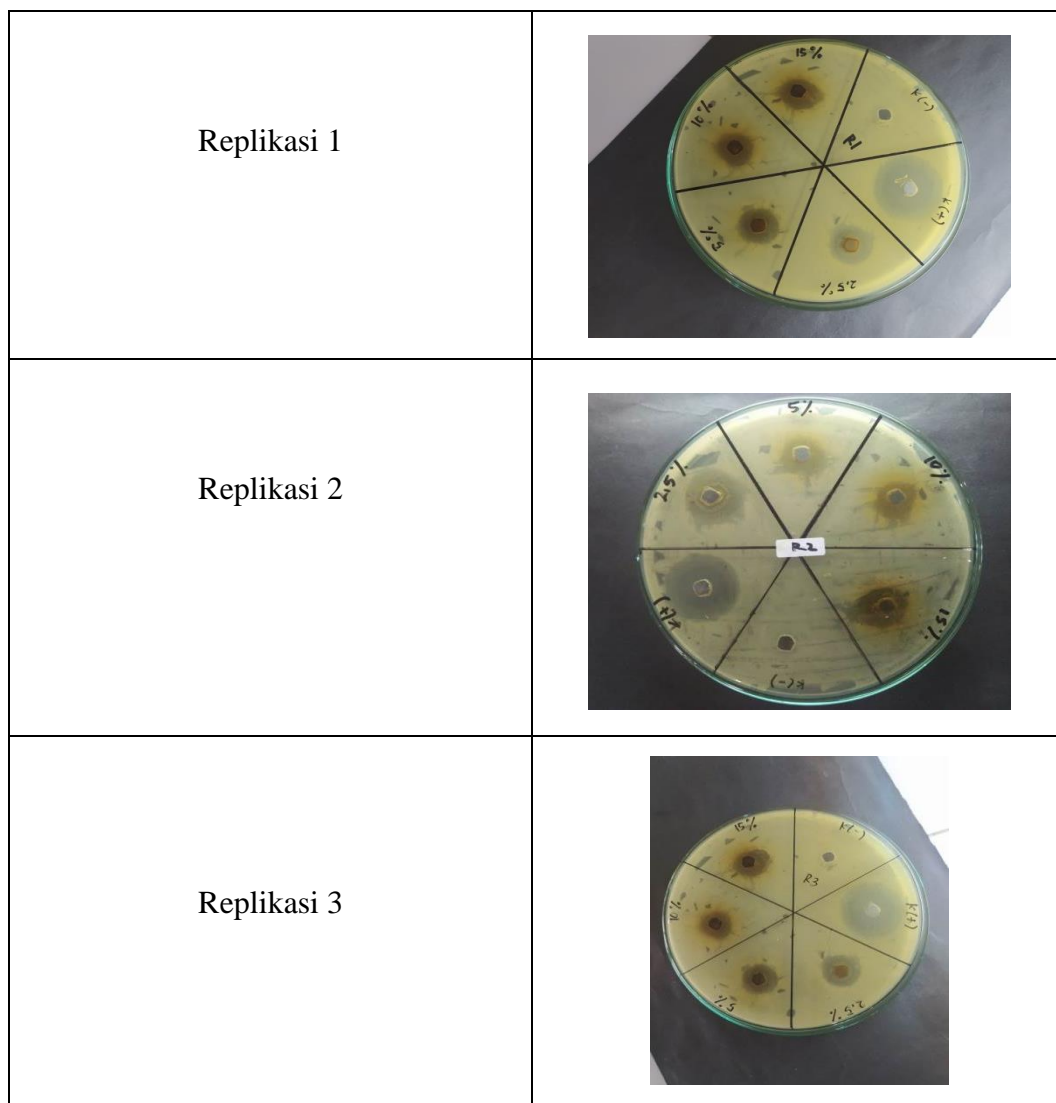 Replikasi 1
15%
K(-)
10%
R1
K(+)
5%
2.5%
Replikasi 2
5%
2.5%
10%
R2
K(+)
15%
K(-)
Replikasi 3
15%
K(-)
R3
10%
K(+)
5%
2.5%